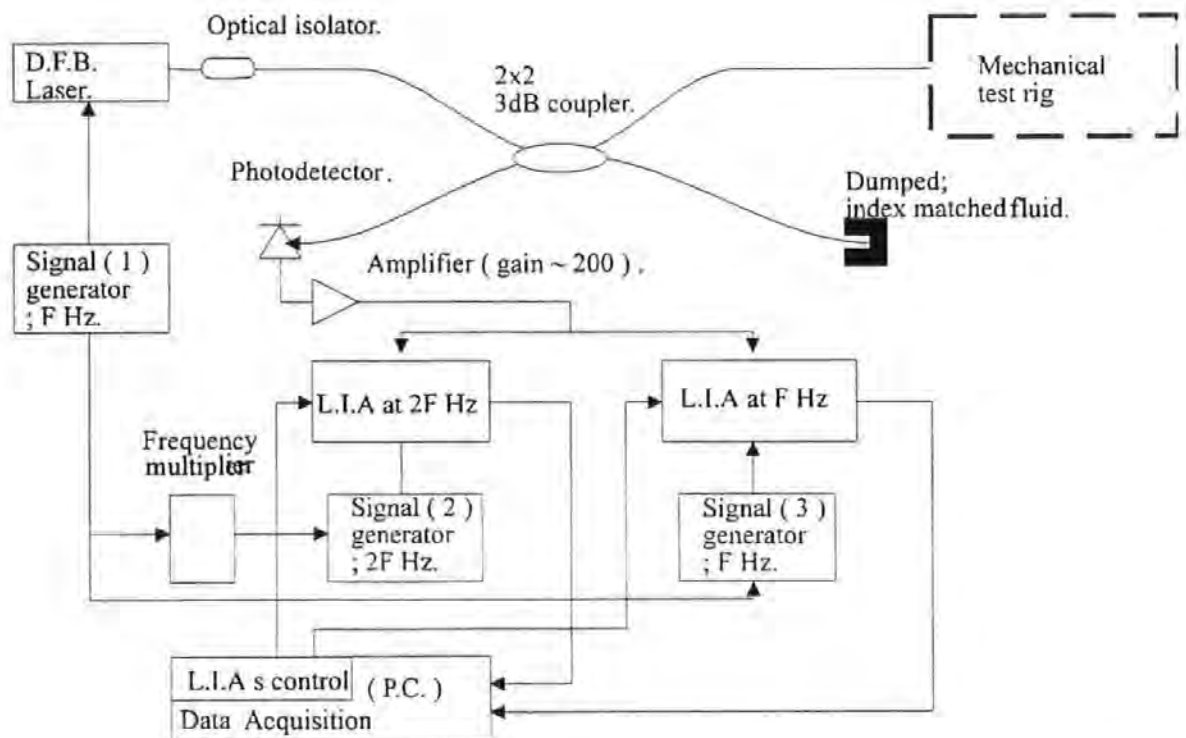 Optical isolator.
D.F.B.
Laser.
2x2
3dB coupler.
Mechanical
test rig
Photodetector.
Dumped;
index matched fluid.
Signal ( 1 )
generator
; F Hz.
Amplifier ( gain ~ 200 ) .
L.I.A at 2F Hz
L.I.A at F Hz
Frequency
multiplier
Signal ( 2 )
generator
; 2F Hz.
Signal ( 3 )
generator
; F Hz.
L.I.A s control
( P.C. )
Data Acquisition